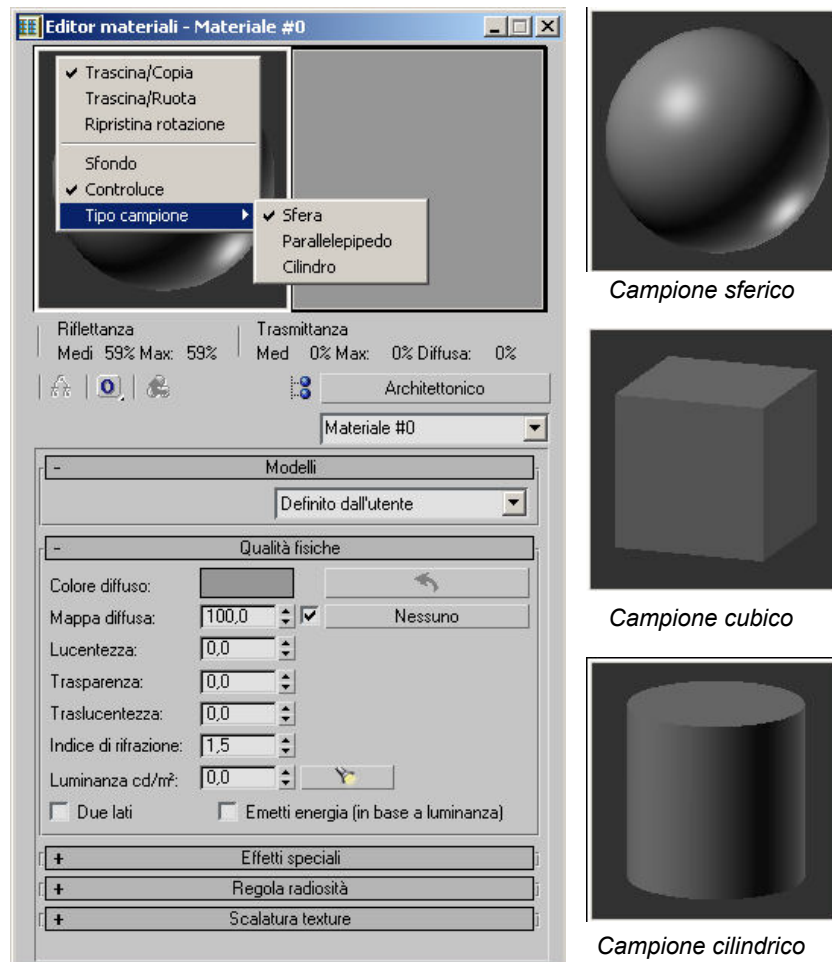 Editor materiali - Materiale #0
Trascina/Copia
Trascina/Ruota
Ripristina rotazione
Sfondo
Controluce
Tipo campione
Sfera
Parallelepipedo
Cilindro
Riflettanza
Medi 59% Max: 59%
Trasmittanza
Med 0% Max: 0% Diffusa: 0%
Architettonico
Materiale #0
- Modelli
Definito dall'utente
- Qualità fisiche
Colore diffuso:
Mappa diffusa: 100,0 Nessuno
Lucentezza: 0,0
Trasparenza: 0,0
Traslucentezza: 0,0
Indice di rifrazione: 1,5
Luminanza cd/m²: 0,0
Due lati Emetti energia (in base a luminanza)
+ Effetti speciali
+ Regola radiosità
+ Scalatura texture
Campione sferico
Campione cubico
Campione cilindrico